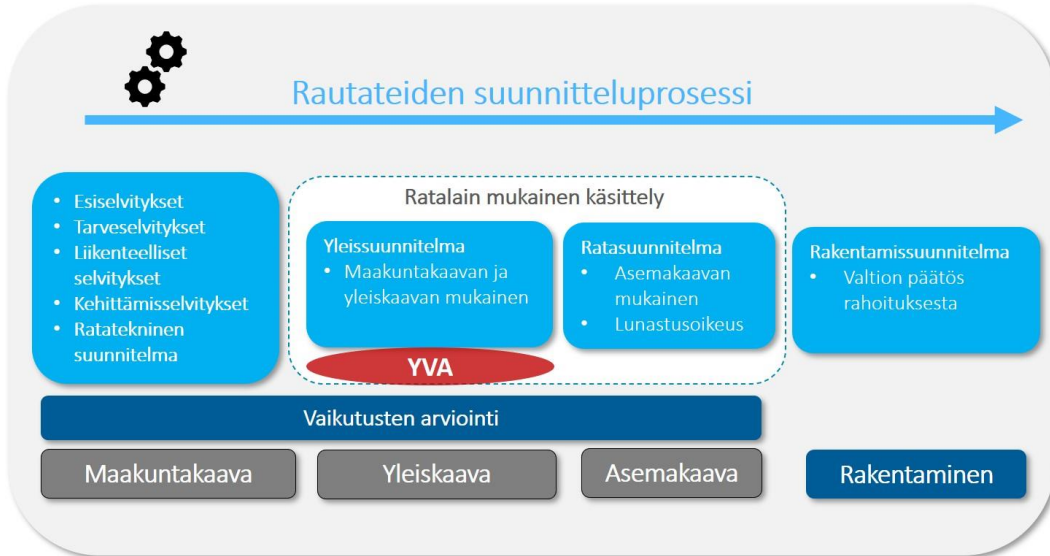 Rautateiden suunnitteluprosessi
• Esiselvitykset
• Tarveselvitykset
• Liikenteelliset
selvitykset
• Kehittämisselvitykset
• Ratatekninen
suunnitelma
Ratalain mukainen käsittely
Yleissuunnitelma
• Maakuntakaavan ja
yleiskaavan mukainen
YVA
Ratasuunnitelma
• Asemakaavan
mukainen
• Lunastusoikeus
Rakentamissuunnitelma
• Valtion päätös
rahoituksesta
Vaikutusten arviointi
Maakuntakaava
Yleiskaava
Asemakaava
Rakentaminen